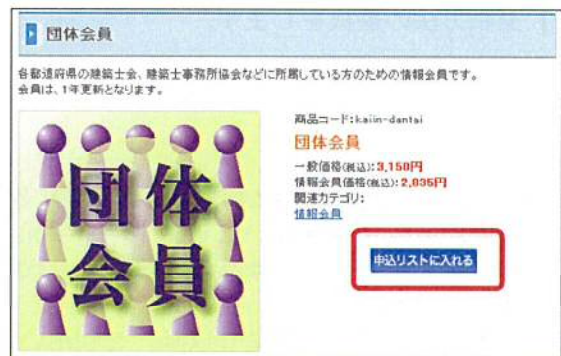 団体会員
各都道府県の建築士会、建築士事務所協会などに所属している方のための情報会員です。
会員は、1年更新となります。
団体
会員
商品コード:kaiin-dantai
団体会員
一般価格(税込):3,150円
情報会員価格(税込):2,835円
関連カテゴリ:
情報会員
申込リストに入れる